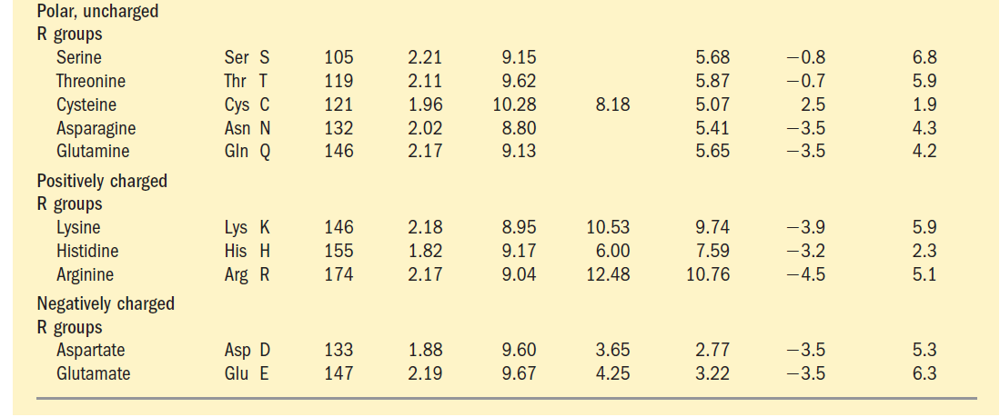 Polar, uncharged
R groups
Serine Ser S 105 2.21 9.15 5.68 −0.8 6.8
Threonine Thr T 119 2.11 9.62 5.87 −0.7 5.9
Cysteine Cys C 121 1.96 10.28 8.18 5.07 2.5 1.9
Asparagine Asn N 132 2.02 8.80 5.41 −3.5 4.3
Glutamine Gln Q 146 2.17 9.13 5.65 −3.5 4.2
Positively charged
R groups
Lysine Lys K 146 2.18 8.95 10.53 9.74 −3.9 5.9
Histidine His H 155 1.82 9.17 6.00 7.59 −3.2 2.3
Arginine Arg R 174 2.17 9.04 12.48 10.76 −4.5 5.1
Negatively charged
R groups
Aspartate Asp D 133 1.88 9.60 3.65 2.77 −3.5 5.3
Glutamate Glu E 147 2.19 9.67 4.25 3.22 −3.5 6.3